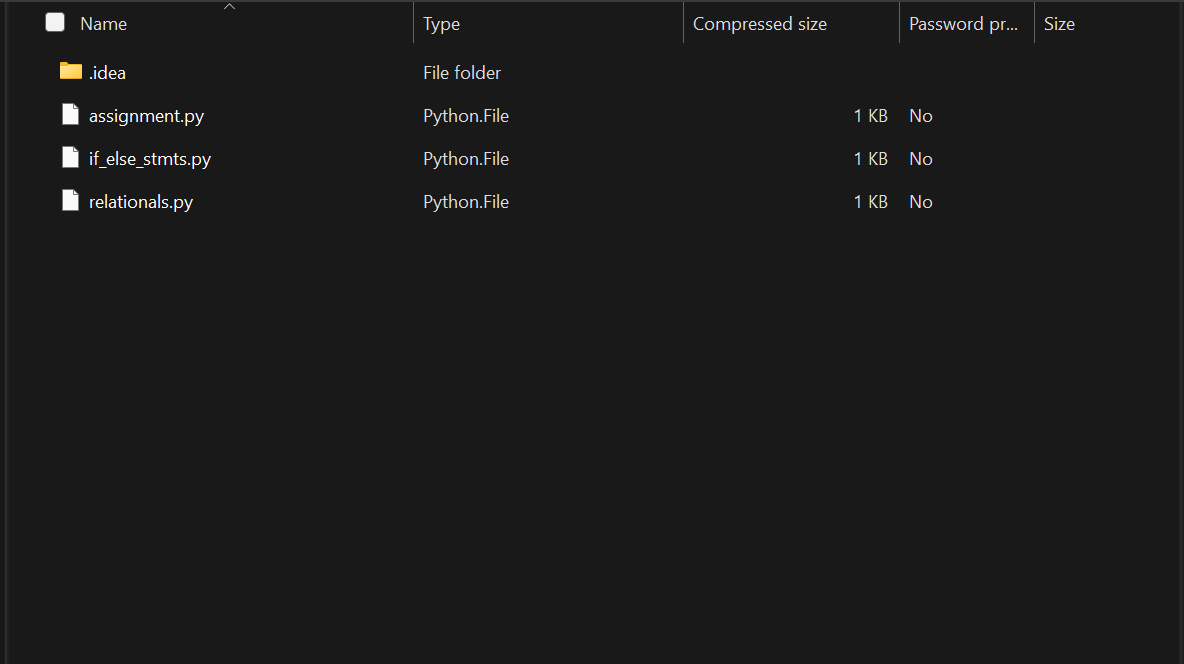 Name Type Compressed size Password pr... Size
.idea File folder
assignment.py Python.File 1 KB No
if_else_stmts.py Python.File 1 KB No
relationals.py Python.File 1 KB No